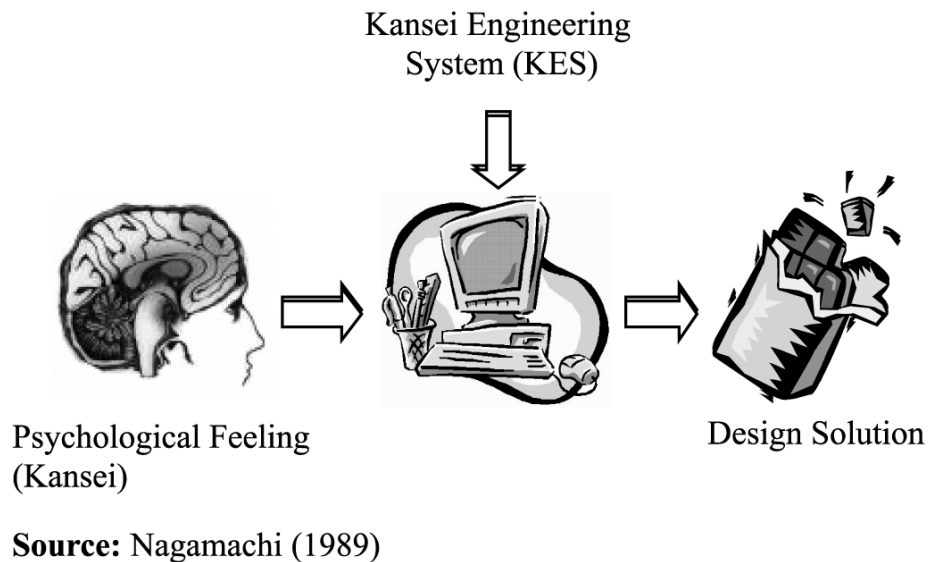 Kansei Engineering
System (KES)
Psychological Feeling
(Kansei)
Design Solution
Source: Nagamachi (1989)